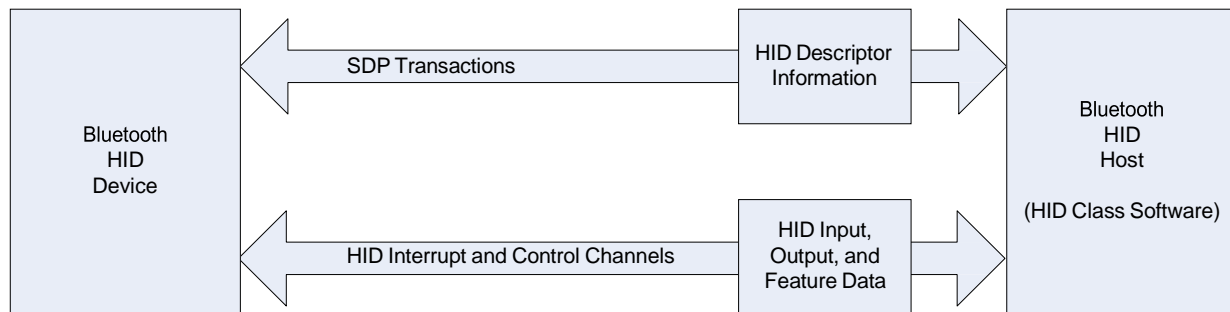 Bluetooth
HID
Device
SDP Transactions
HID Descriptor
Information
HID Interrupt and Control Channels
HID Input,
Output, and
Feature Data
Bluetooth
HID
Host
(HID Class Software)